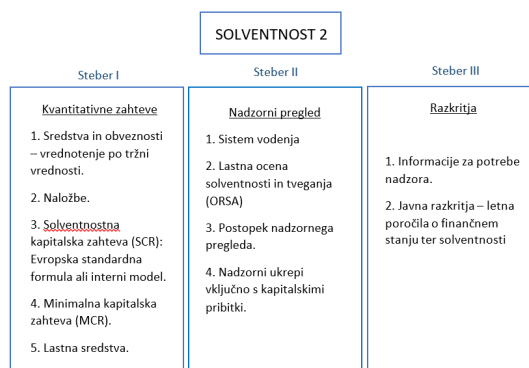 SOLVENTNOST 2
Steber I
Kvantitativne zahteve
1. Sredstva in obveznosti
– vrednotenje po tržni
vrednosti.
2. Naložbe.
3. Solventnostna
kapitalska zahteva (SCR):
Evropska standardna
formula ali interni model.
4. Minimalna kapitalska
zahteva (MCR).
5. Lastna sredstva.
Steber II
Nadzorni pregled
1. Sistem vodenja
2. Lastna ocena
solventnosti in tveganja
(ORSA)
3. Postopek nadzornega
pregleda.
4. Nadzorni ukrepi
vključno s kapitalskimi
pribitki.
Steber III
Razkritja
1. Informacije za potrebe
nadzora.
2. Javna razkritja – letna
poročila o finančnem
stanju ter solventnosti